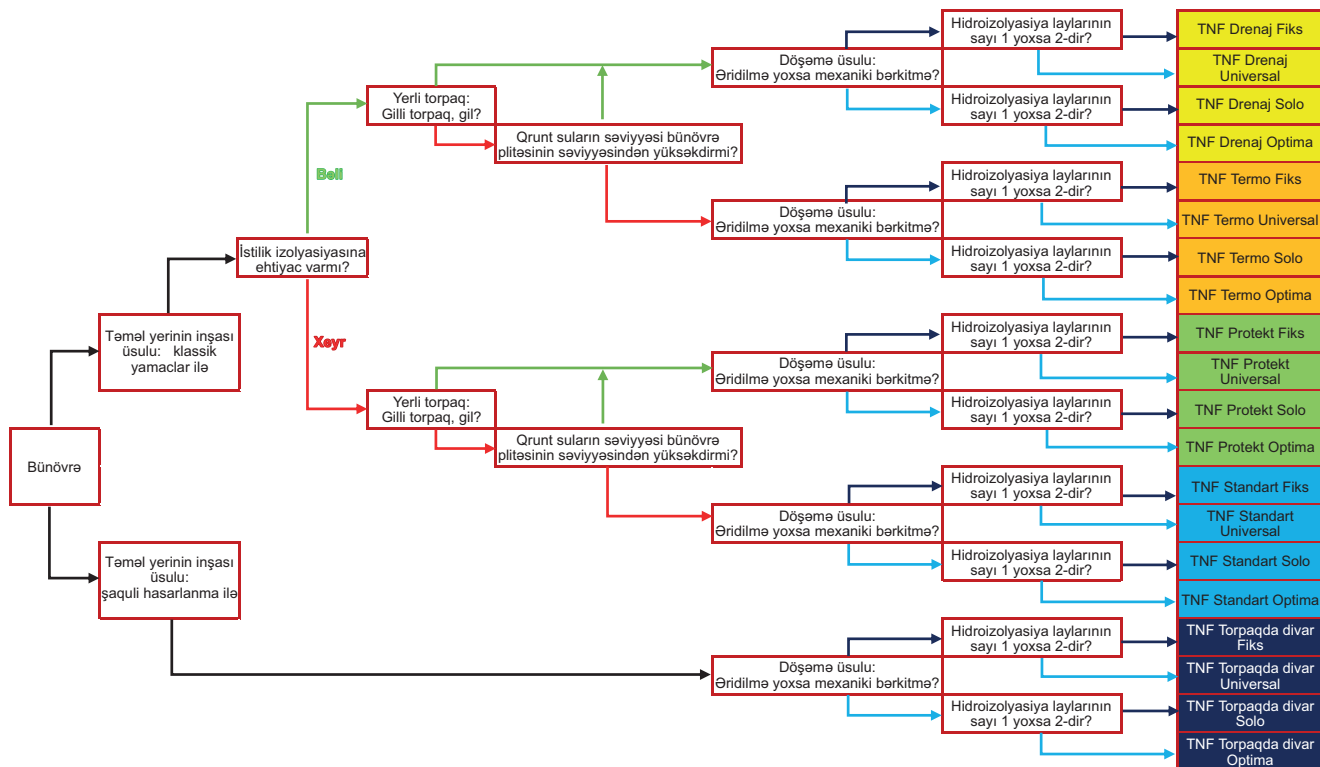 Hidroizolyasiya laylarının
sayı 1 yoxsa 2-dir?
TNF Drenaj Fiks
Döşəmə üsulu:
Əridilmə yoxsa mexaniki bərkitmə?
TNF Drenaj
Universal
Yerli torpaq:
Gilli torpaq, gil?
Hidroizolyasiya laylarının
sayı 1 yoxsa 2-dir?
TNF Drenaj Solo
Qrunt suların səviyyəsi bünövrə
plitəsinin səviyyəsindən yüksəkdirmi?
TNF Drenaj Optima
Bəli
Hidroizolyasiya laylarının
sayı 1 yoxsa 2-dir?
TNF Termo Fiks
Döşəmə üsulu:
Əridilmə yoxsa mexaniki bərkitmə?
TNF Termo Universal
İstilik izolyasiyasına
ehtiyac varmı?
Hidroizolyasiya laylarının
sayı 1 yoxsa 2-dir?
TNF Termo Solo
TNF Termo Optima
Təməl yerinin inşası
üsulu: klassik
yamaclar ilə
Xeyr
Hidroizolyasiya laylarının
sayı 1 yoxsa 2-dir?
TNF Protekt Fiks
Döşəmə üsulu:
Əridilmə yoxsa mexaniki bərkitmə?
TNF Protekt
Universal
Yerli torpaq:
Gilli torpaq, gil?
Hidroizolyasiya laylarının
sayı 1 yoxsa 2-dir?
TNF Protekt Solo
Qrunt suların səviyyəsi bünövrə
plitəsinin səviyyəsindən yüksəkdirmi?
TNF Protekt Optima
Bünövrə
Hidroizolyasiya laylarının
sayı 1 yoxsa 2-dir?
TNF Standart Fiks
Döşəmə üsulu:
Əridilmə yoxsa mexaniki bərkitmə?
TNF Standart
Universal
Təməl yerinin inşası
üsulu:
şaquli hasarlanma ilə
Hidroizolyasiya laylarının
sayı 1 yoxsa 2-dir?
TNF Standart Solo
TNF Standart Optima
Hidroizolyasiya laylarının
sayı 1 yoxsa 2-dir?
TNF Torpaqda divar
Fiks
Döşəmə üsulu:
Əridilmə yoxsa mexaniki bərkitmə?
TNF Torpaqda divar
Universal
Hidroizolyasiya laylarının
sayı 1 yoxsa 2-dir?
TNF Torpaqda divar
Solo
TNF Torpaqda divar
Optima